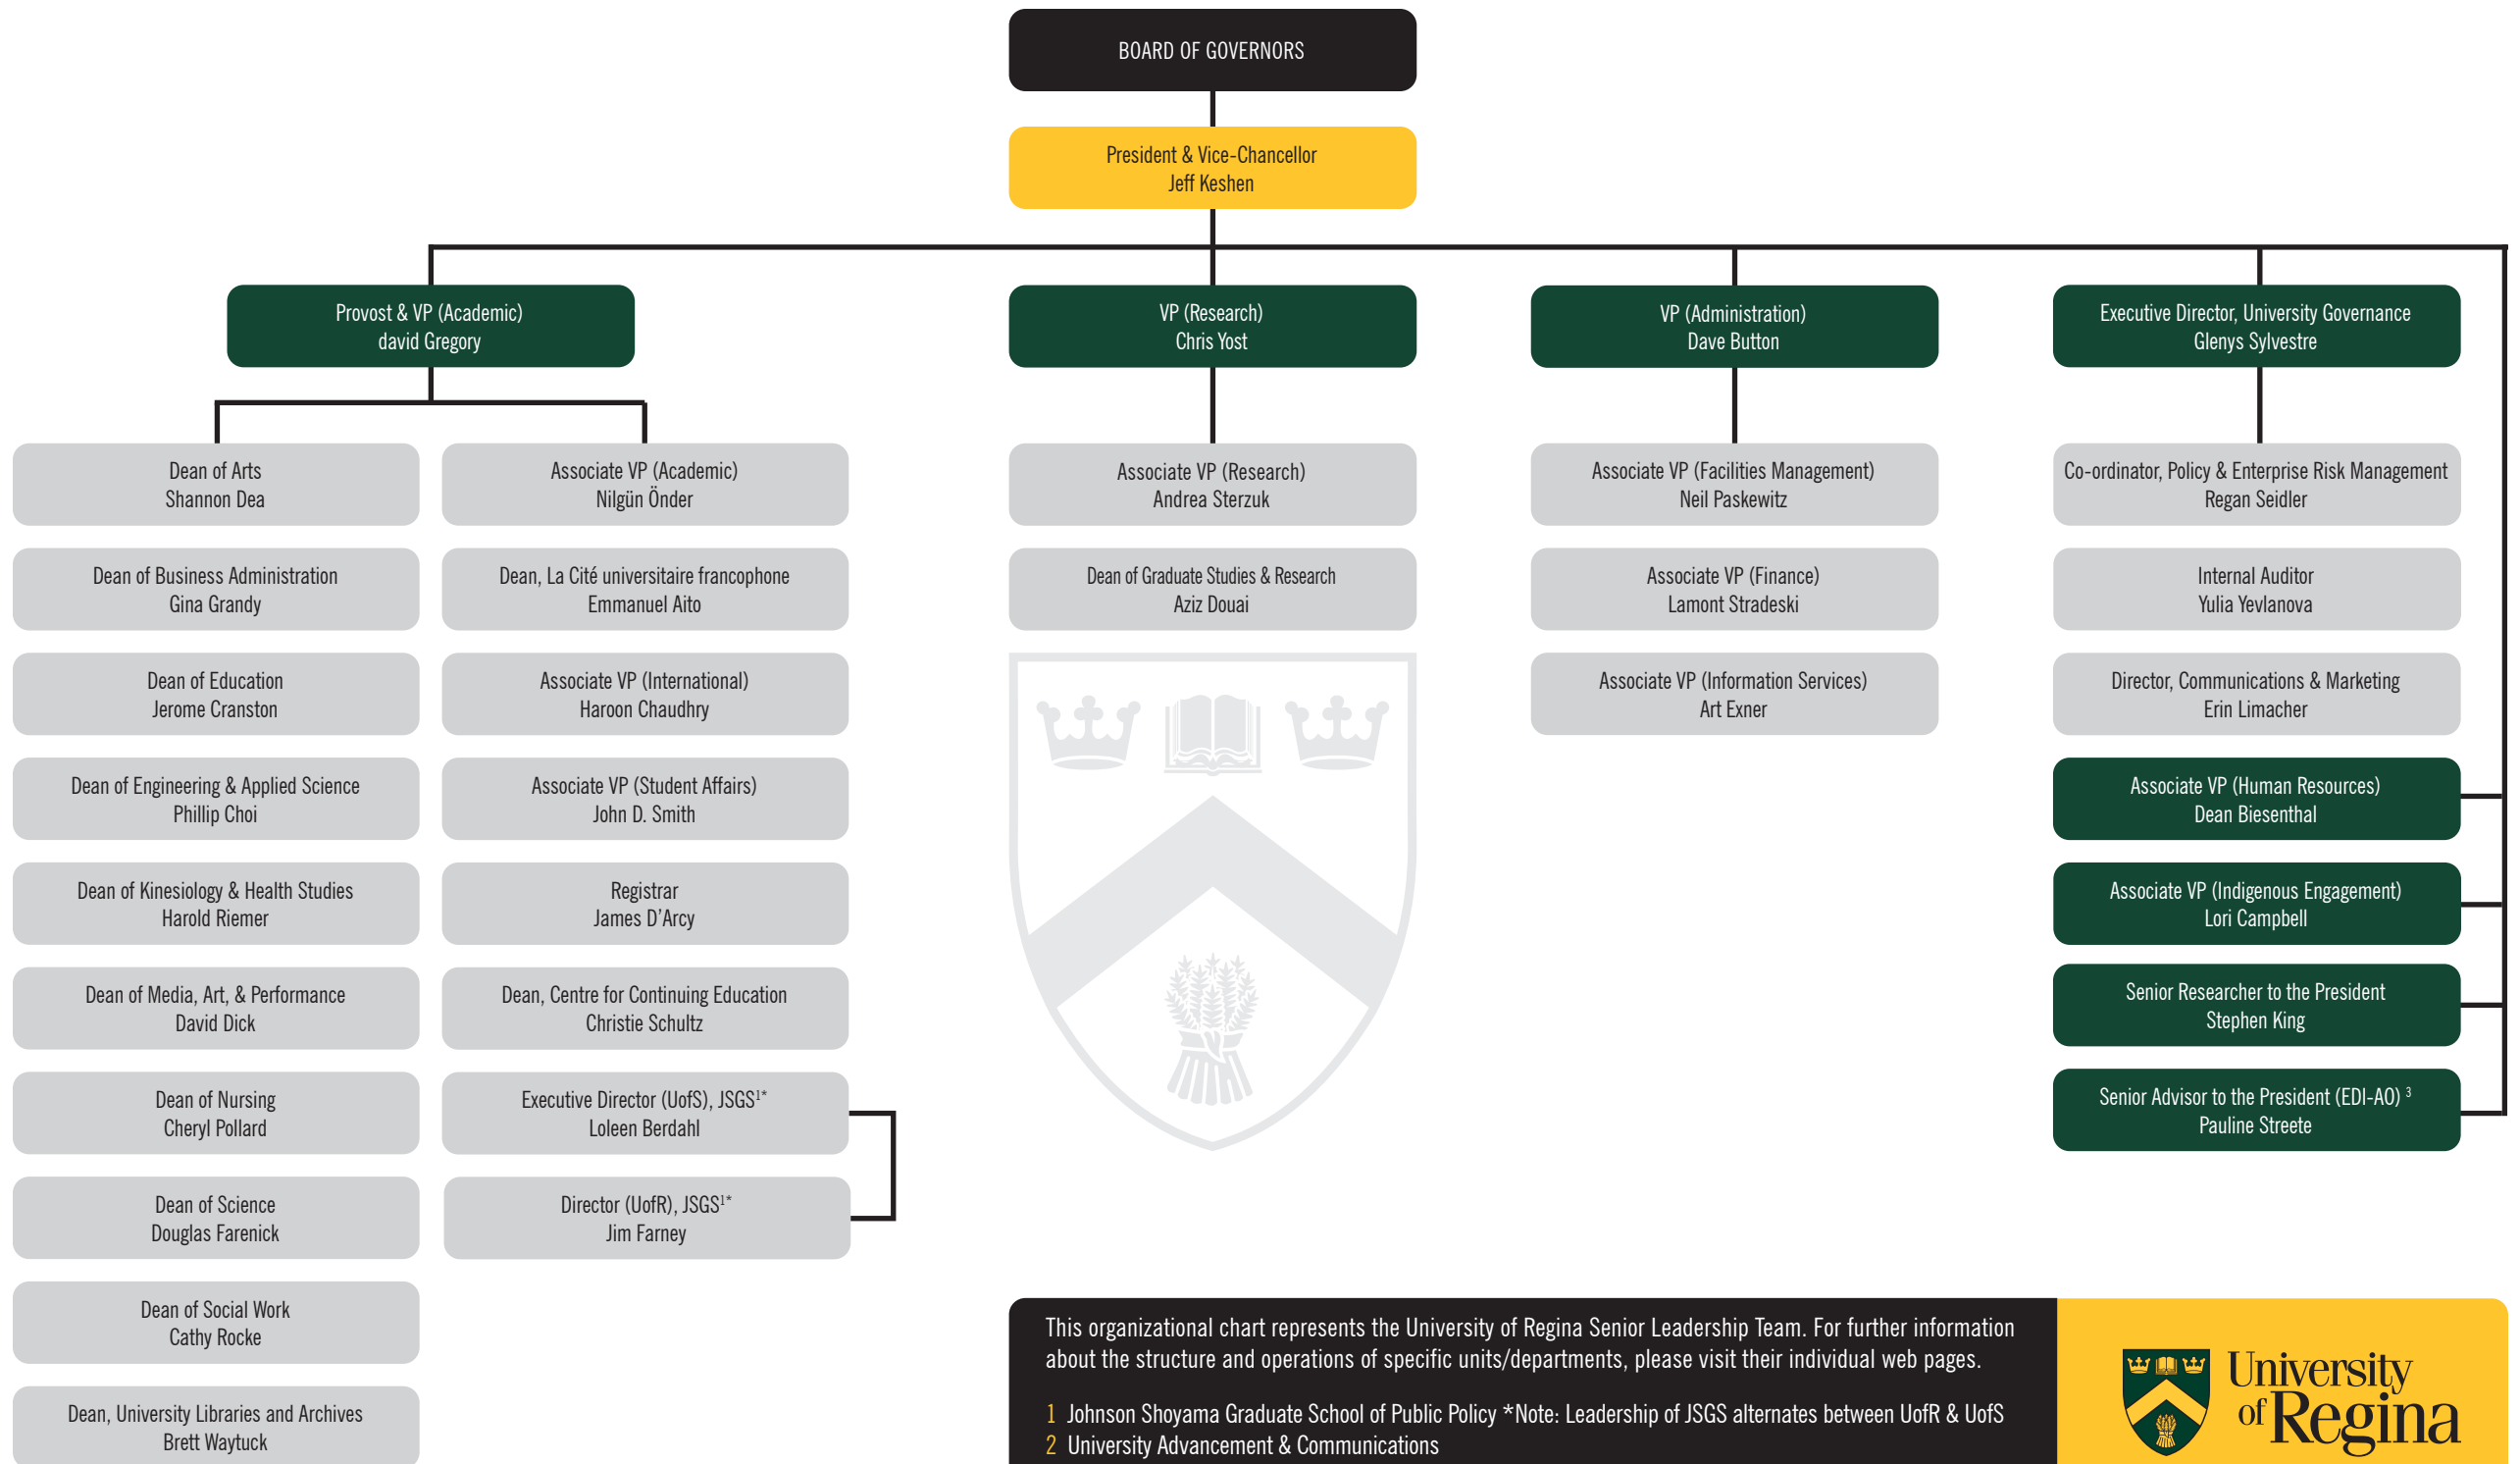 BOARD OF GOVERNORS
President & Vice-Chancellor
Jeff Keshen
Provost & VP (Academic)
david Gregory
VP (Research)
Chris Yost
VP (Administration)
Dave Button
Executive Director, University Governance
Glenys Sylvestre
Dean of Arts
Shannon Dea
Dean of Business Administration
Gina Grandy
Dean of Education
Jerome Cranston
Dean of Engineering & Applied Science
Phillip Choi
Dean of Kinesiology & Health Studies
Harold Riemer
Dean of Media, Art, & Performance
David Dick
Dean of Nursing
Cheryl Pollard
Dean of Science
Douglas Farenick
Dean of Social Work
Cathy Rocke
Dean, University Libraries and Archives
Brett Waytuck
Associate VP (Academic)
Nilgün Önder
Dean, La Cité universitaire francophone
Emmanuel Aito
Associate VP (International)
Haroon Chaudhry
Associate VP (Student Affairs)
John D. Smith
Registrar
James D’Arcy
Dean, Centre for Continuing Education
Christie Schultz
Executive Director (UofS), JSGS1*
Loleen Berdahl
Director (UofR), JSGS1*
Jim Farney
Associate VP (Research)
Andrea Sterzuk
Dean of Graduate Studies & Research
Aziz Douai
Associate VP (Facilities Management)
Neil Paskewitz
Associate VP (Finance)
Lamont Stradeski
Associate VP (Information Services)
Art Exner
Co-ordinator, Policy & Enterprise Risk Management
Regan Seidler
Internal Auditor
Yulia Yevlanova
Director, Communications & Marketing
Erin Limacher
Associate VP (Human Resources)
Dean Biesenthal
Associate VP (Indigenous Engagement)
Lori Campbell
Senior Researcher to the President
Stephen King
Senior Advisor to the President (EDI-AO) 3
Pauline Streete
This organizational chart represents the University of Regina Senior Leadership Team. For further information
about the structure and operations of specific units/departments, please visit their individual web pages.
1 Johnson Shoyama Graduate School of Public Policy *Note: Leadership of JSGS alternates between UofR & UofS
2 University Advancement & Communications
University
of Regina